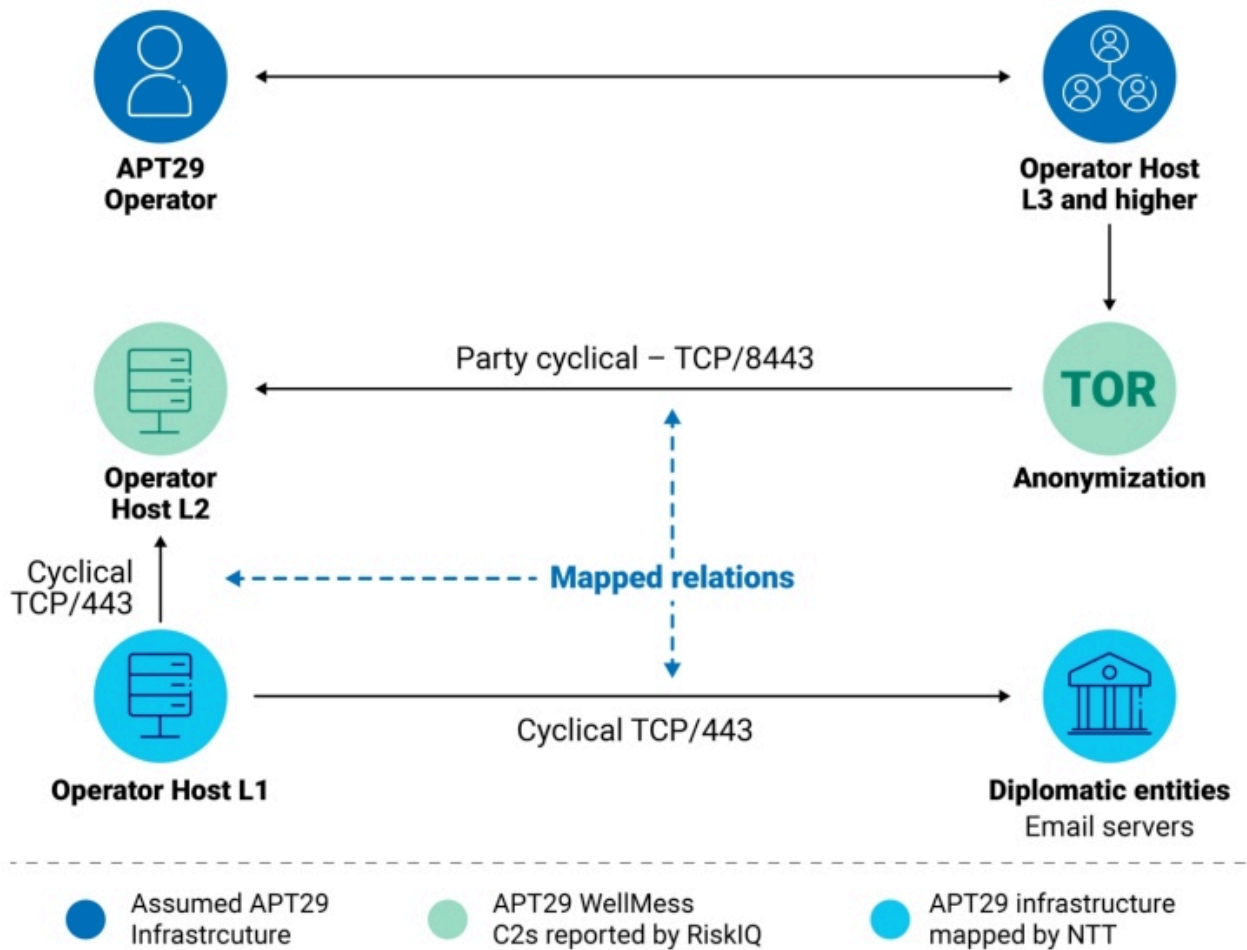 APT29
Operator
Operator Host
L3 and higher
Party cyclical – TCP/8443
TOR
Operator
Host L2
Anonymization
Cyclical
TCP/443
Mapped relations
Cyclical TCP/443
Operator Host L1
Diplomatic entities
Email servers
Assumed APT29
Infrastrcuture
APT29 WellMess
C2s reported by RiskIQ
APT29 infrastructure
mapped by NTT